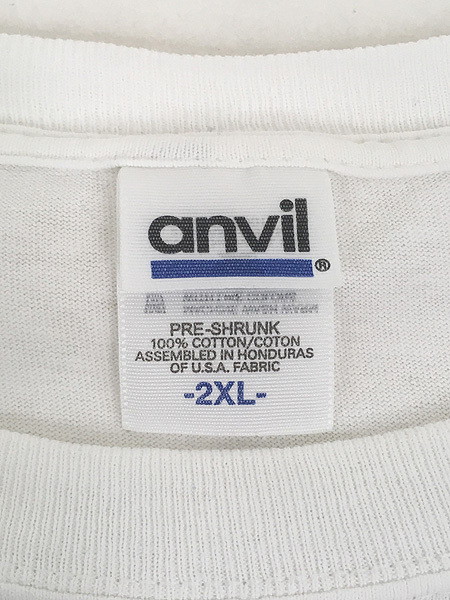 anvil
®
PRE-SHRUNK
100% COTTON/COTON
ASSEMBLED IN HONDURAS
OF U.S.A. FABRIC
-2XL-